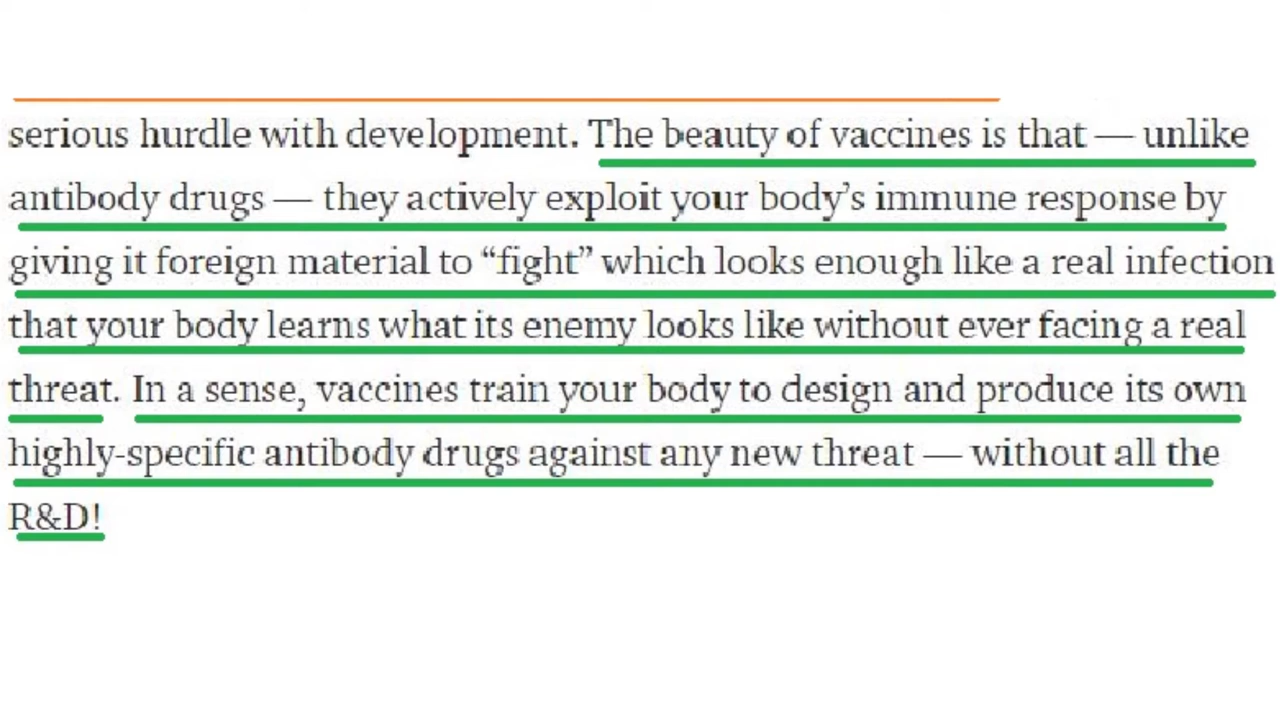 serious hurdle with development. The beauty of vaccines is that — unlike
antibody drugs — they actively exploit your body’s immune response by
giving it foreign material to “fight” which looks enough like a real infection
that your body learns what its enemy looks like without ever facing a real
threat. In a sense, vaccines train your body to design and produce its own
highly-specific antibody drugs against any new threat — without all the
R&D!